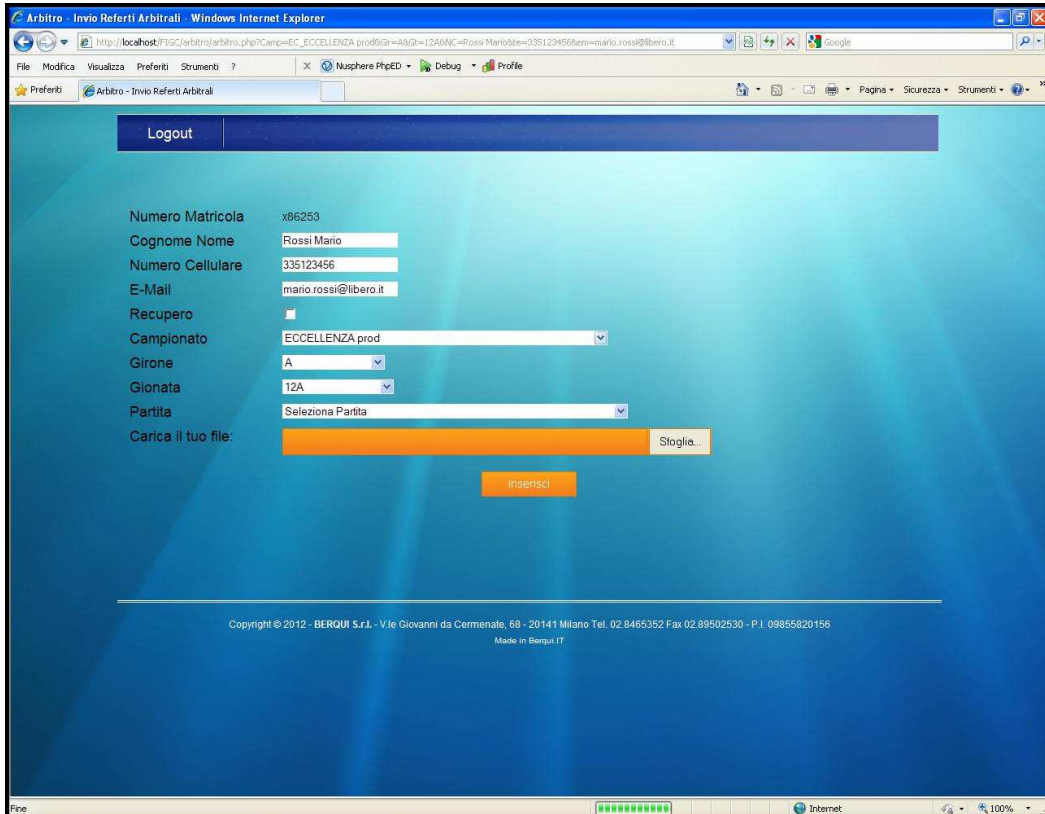 Arbitro - Invio Referti Arbitrali - Windows Internet Explorer
http://localhost/FIGC/arbitro/arbitro.php?Camp=EC_ECCELLENZA prod&Gir=A&Gt=12A&NC=Rossi Mario&te=335123456&em=mario.rossi@libero.it Google
File Modifica Visualizza Preferiti Strumenti ? X Nusphere PhpED Debug Profile
Preferiti Arbitro - Invio Referti Arbitrali Pagina Sicurezza Strumenti
Logout
Numero Matricola x86253
Cognome Nome Rossi Mario
Numero Cellulare 335123456
E-Mail mario.rossi@libero.it
Recupero
Campionato ECCELLENZA prod
Girone A
Gionata 12A
Partita Seleziona Partita
Carica il tuo file: Sfoglia...
Inserisci
Copyright © 2012 - BERQUI S.r.l. - V.le Giovanni da Cermenate, 68 - 20141 Milano Tel. 02.8465352 Fax 02.89502530 - P.I. 09855820156
Made in Berqui.IT
Fine Internet 100%